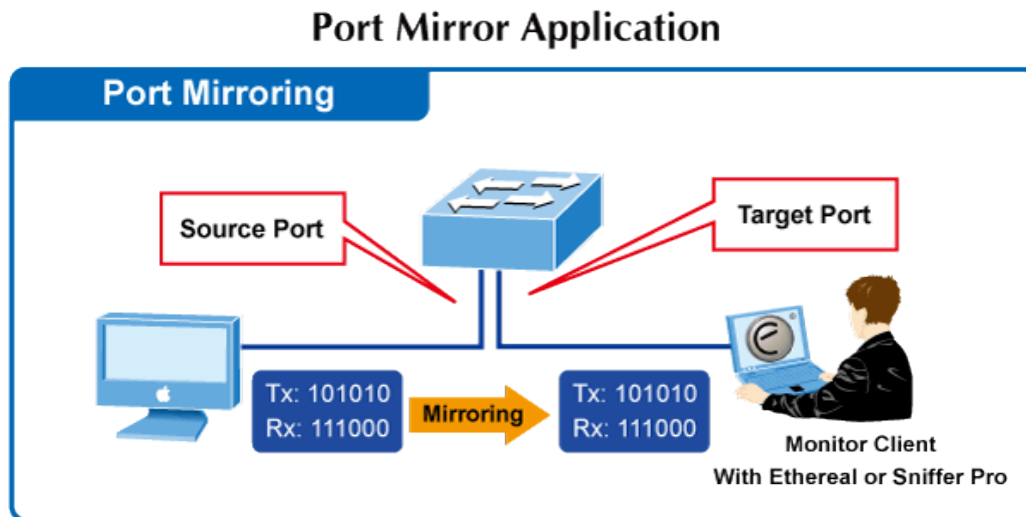 Port Mirror Application
Port Mirroring
Source Port
Target Port
Tx: 101010
Rx: 111000
Mirroring
Tx: 101010
Rx: 111000
e
Monitor Client
With Ethereal or Sniffer Pro